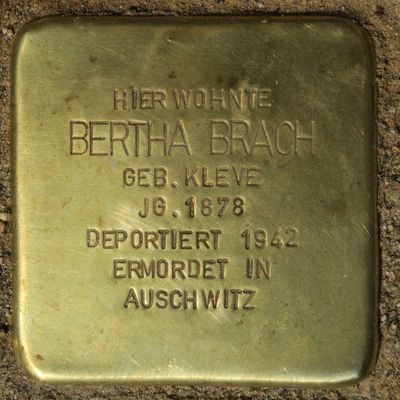 HIER WOHNTE
BERTHA BRACH
GEB. KLEVE
JG. 1878
DEPORTIERT 1942
ERMORDET IN
AUSCHWITZ